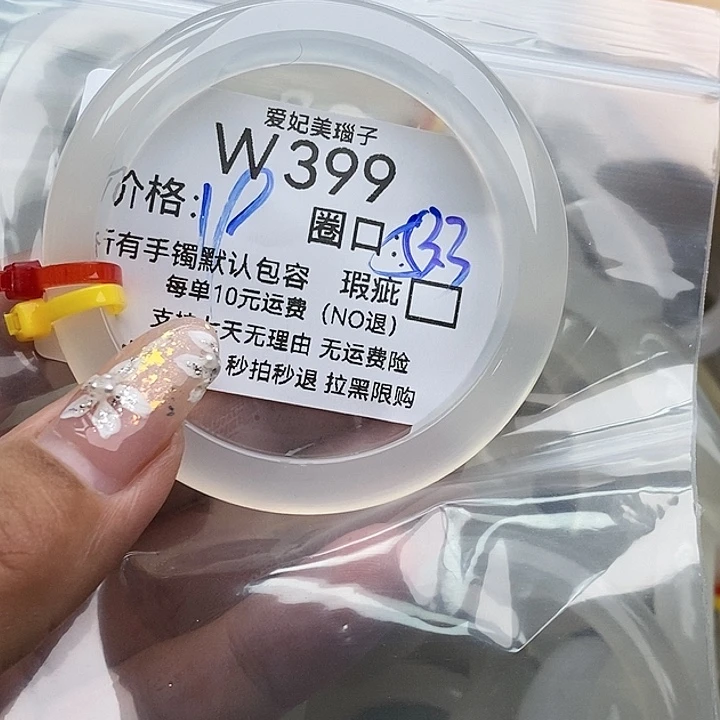 爱妃美瑙子
W399
价格:
圈口:533
所有手镯默认包容
瑕疵
每单10元运费
(NO退)
天无理由 无运费险
秒拍秒退 拉黑限购